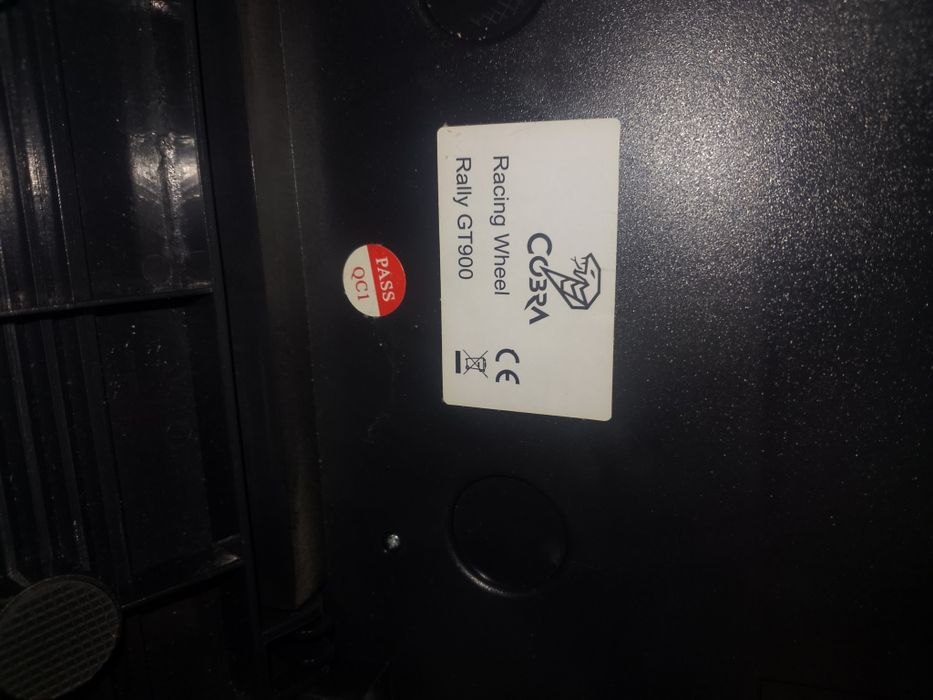 COBRA
Racing Wheel
Rally GT900
CE
PASS
QC1